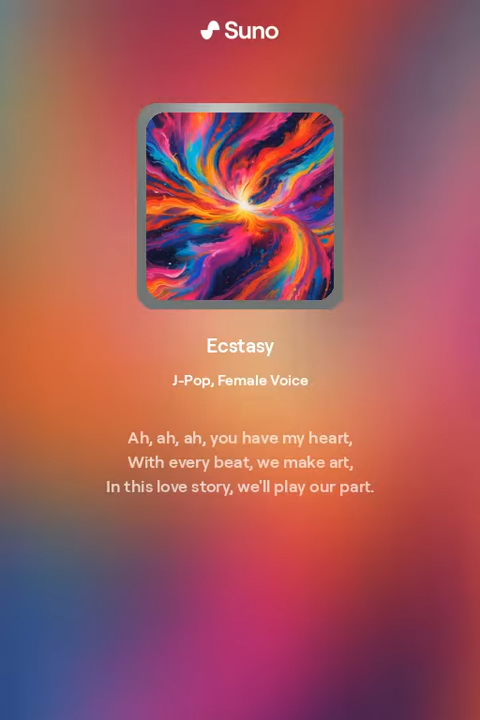 Suno
Ecstasy
J-Pop, Female Voice
Ah, ah, ah, you have my heart,
With every beat, we make art,
In this love story, we'll play our part.